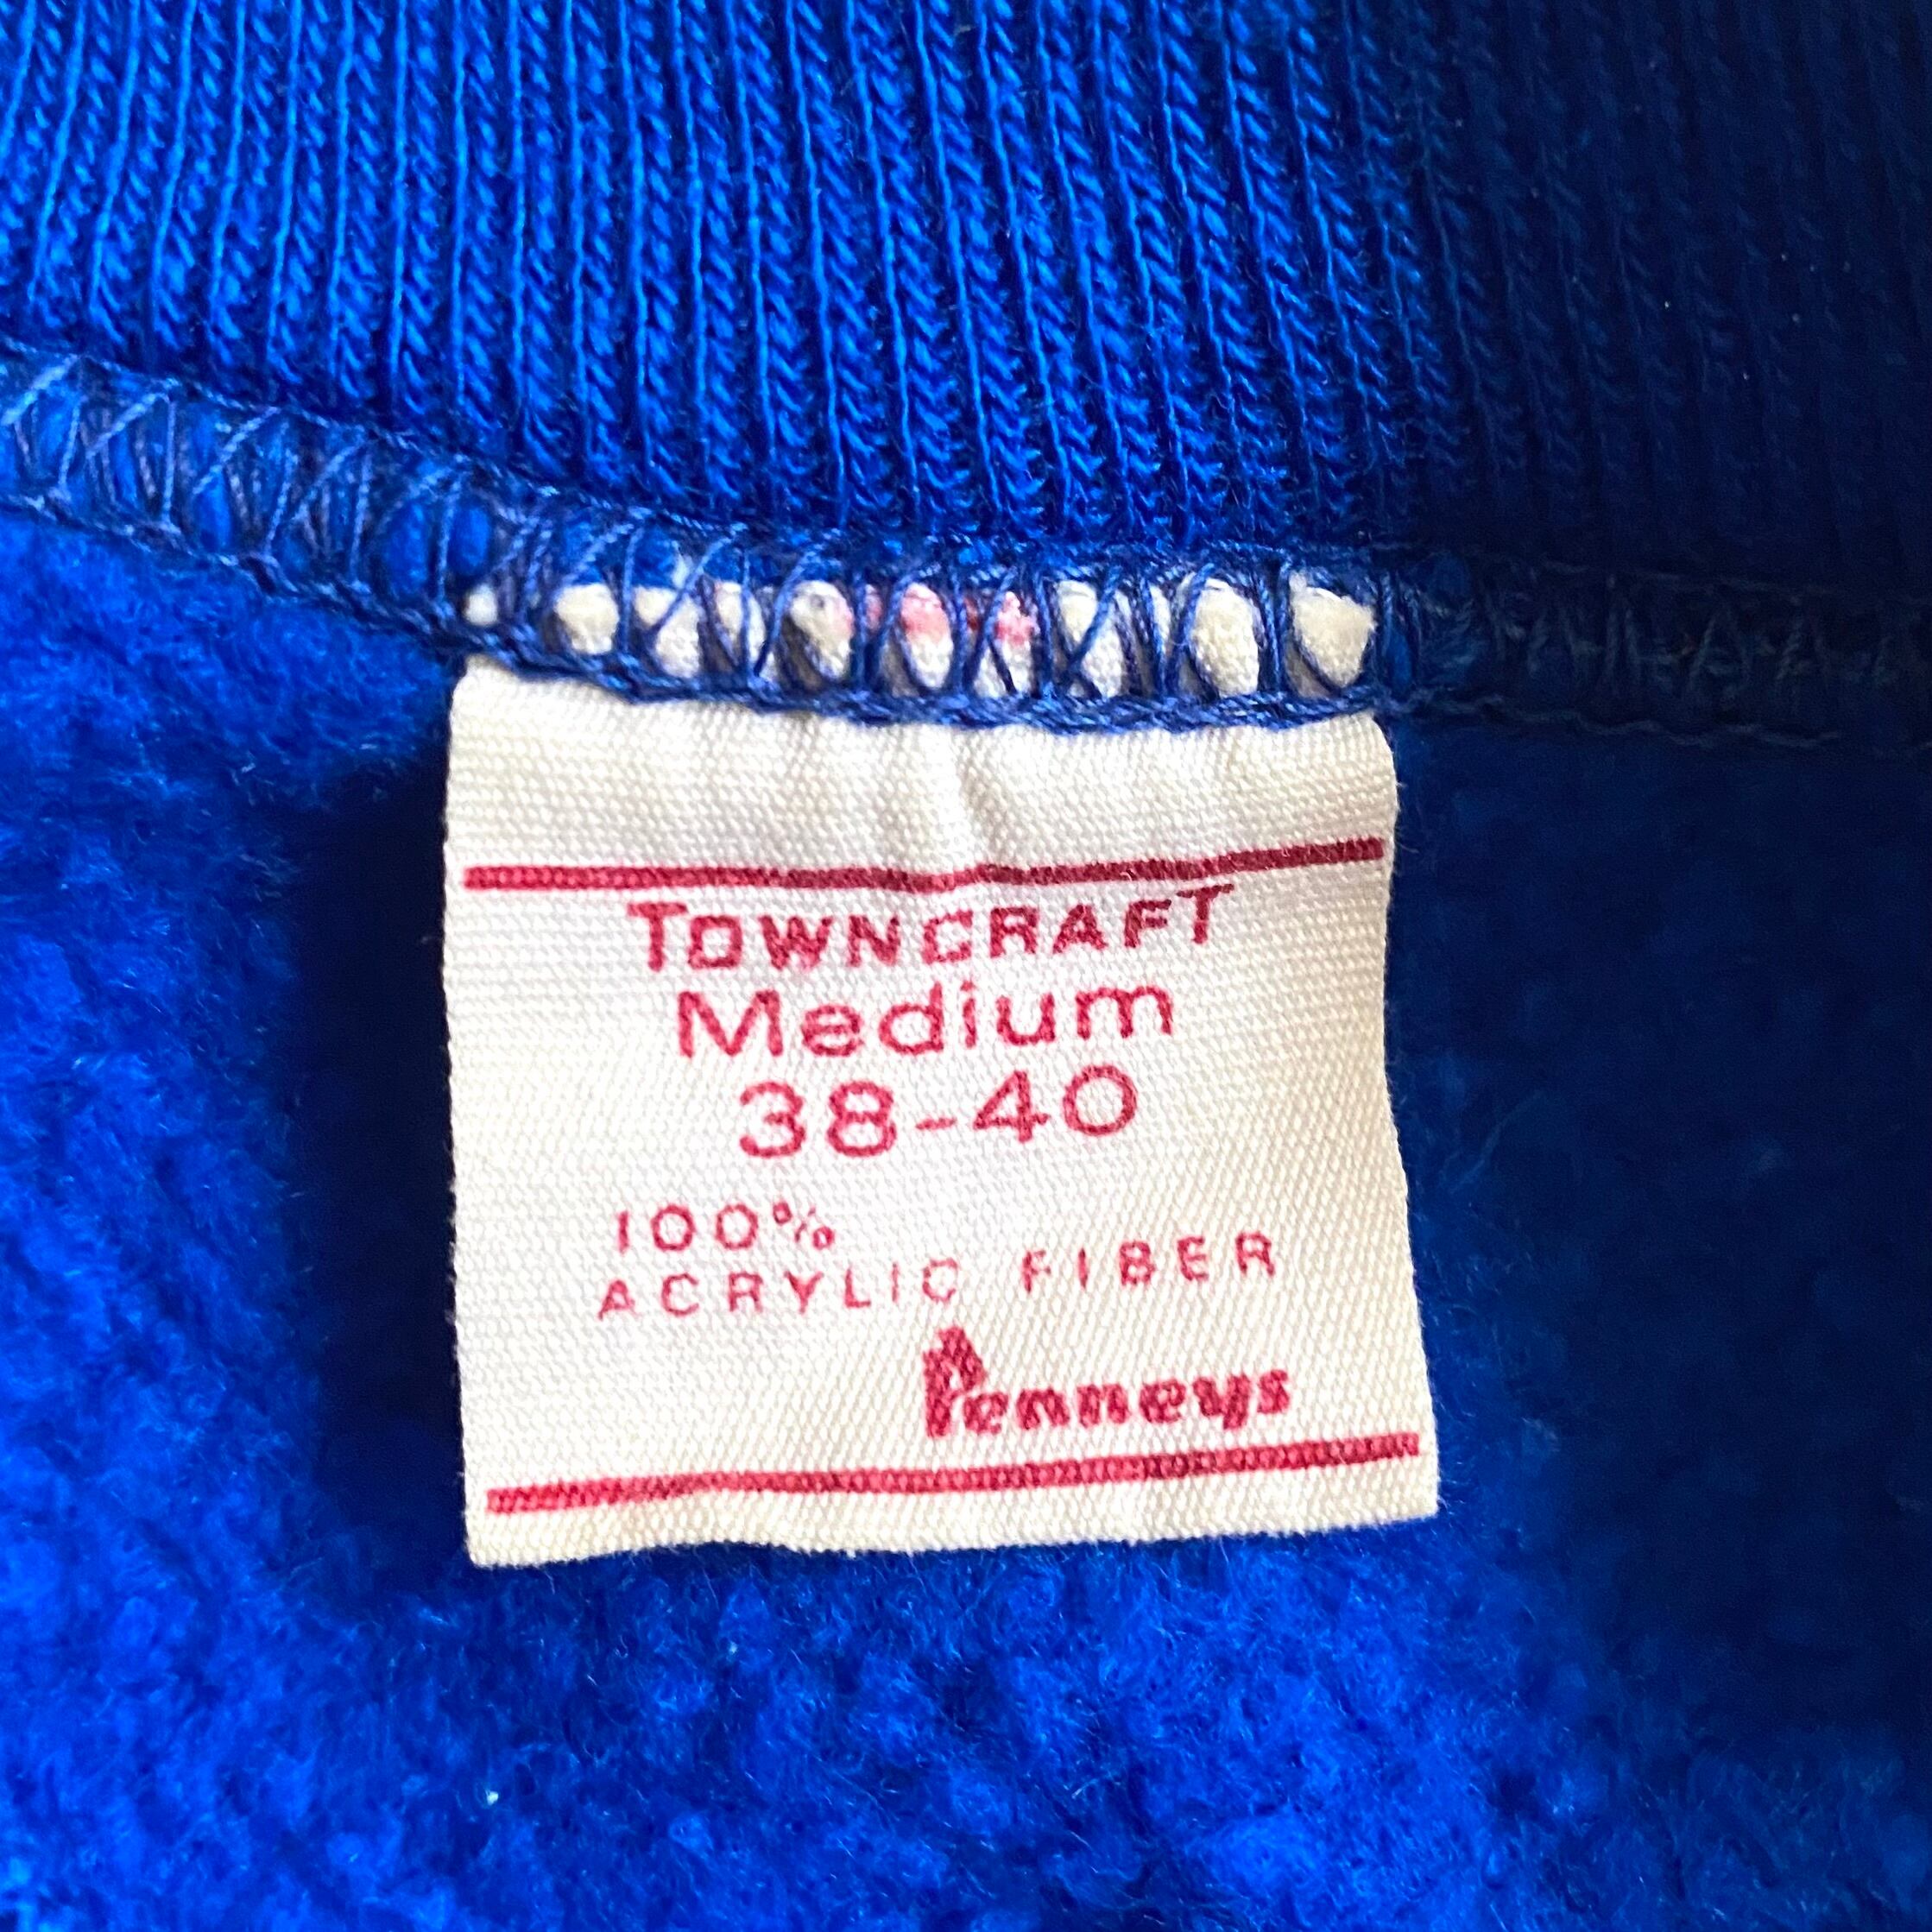 TOWNCRAFT
Medium
38-40
100%
ACRYLIC FIBER
Penneys